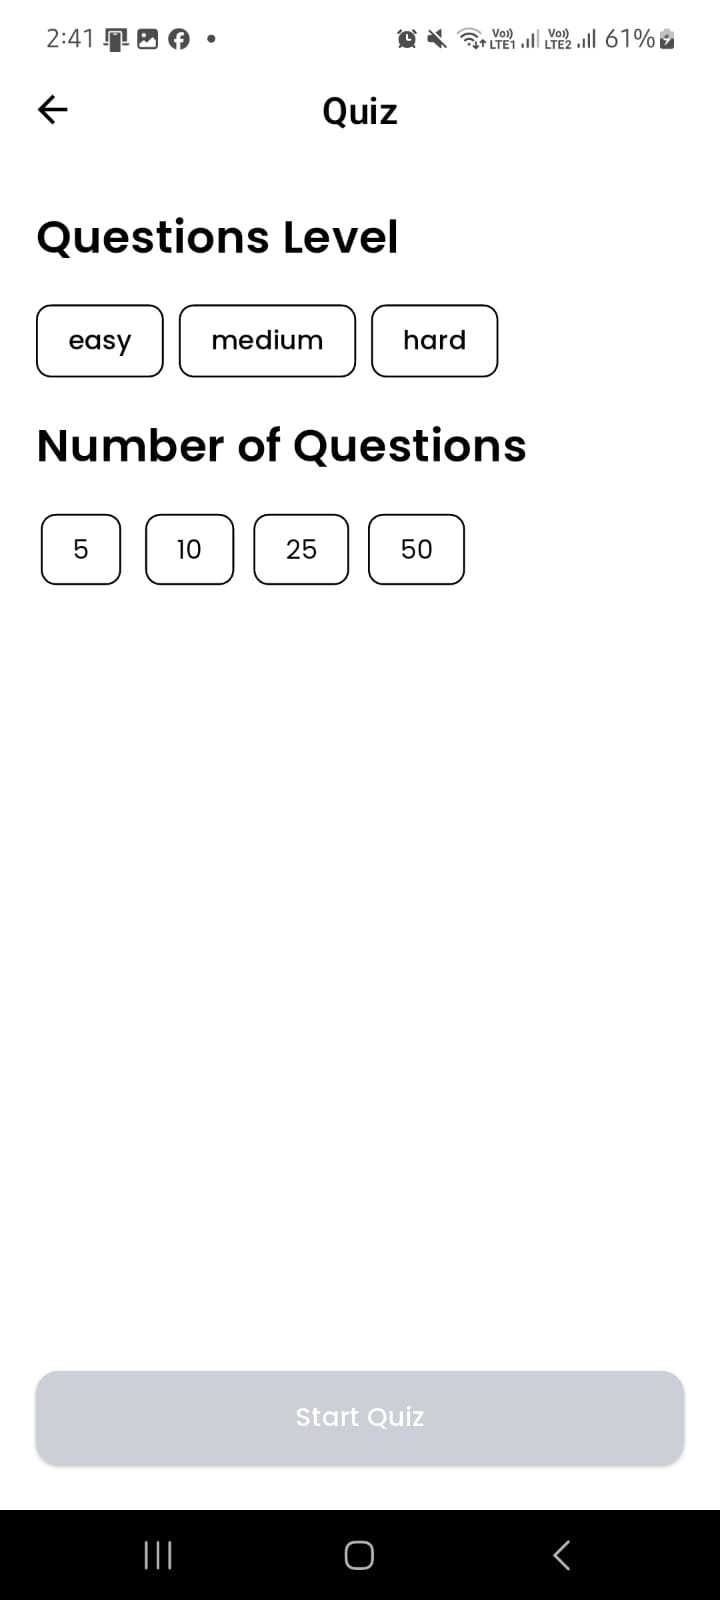 2:41 Vo)) LTE1 Vo)) LTE2 61%
Quiz
Questions Level
easy medium hard
Number of Questions
5 10 25 50
Start Quiz